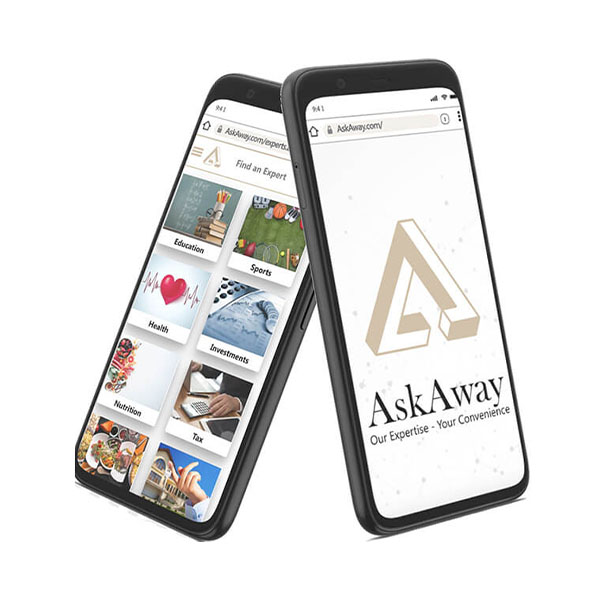 9:41
AskAway.com/experts
Find an Expert
Education
Sports
Health
Investments
Nutrition
Tax
9:41
AskAway.com/
1
AskAway
Our Expertise - Your Convenience